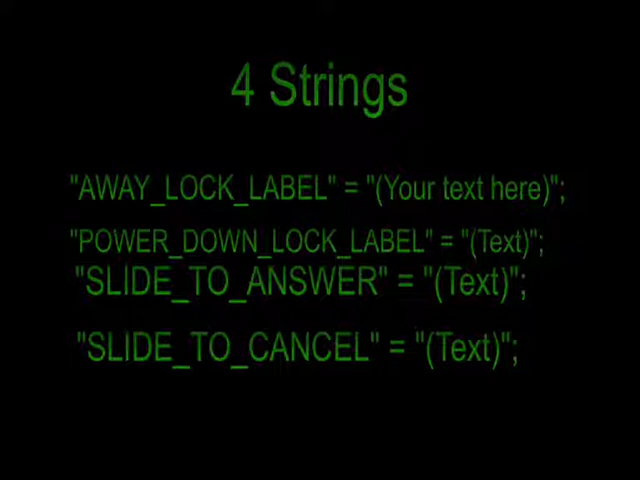 4 Strings
"AWAY_LOCK_LABEL" = "(Your text here)";
"POWER_DOWN_LOCK_LABEL" = "(Text)";
"SLIDE_TO_ANSWER" = "(Text)";
"SLIDE_TO_CANCEL" = "(Text)";